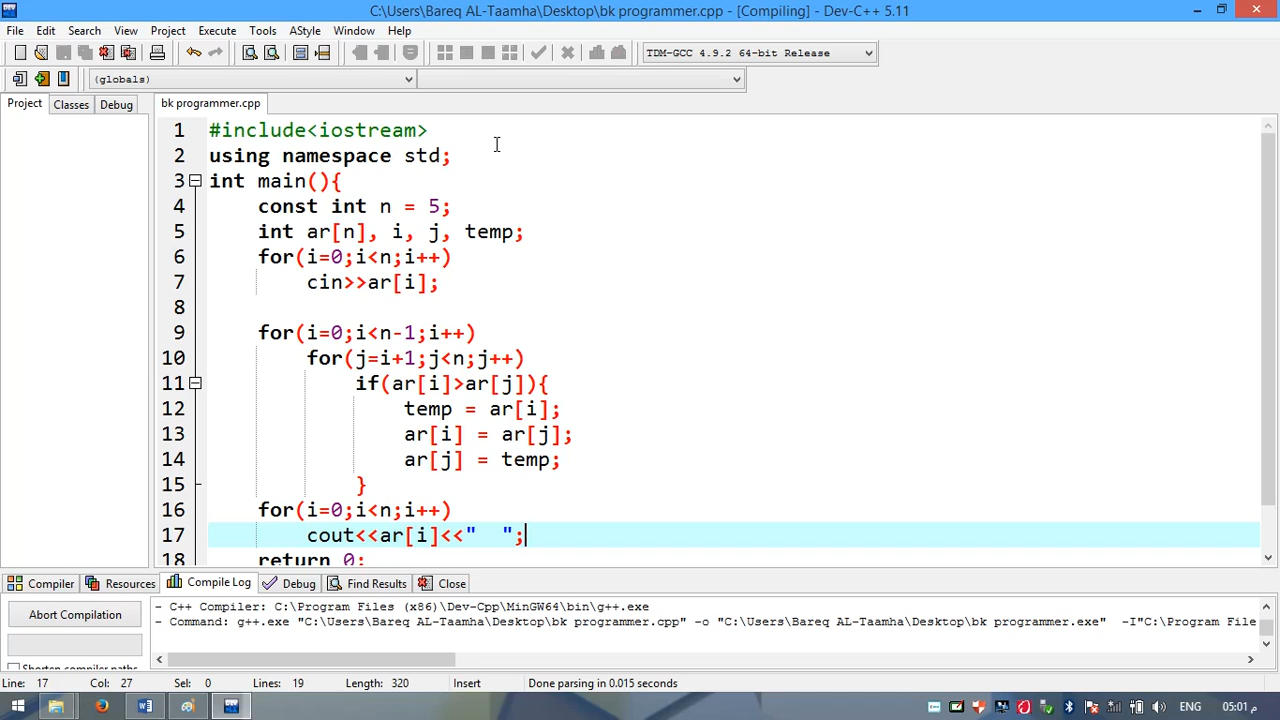 C:\Users\Bareq AL-Taamha\Desktop\bk programmer.cpp - [Compiling] - Dev-C++ 5.11
File Edit Search View Project Execute Tools AStyle Window Help
TDM-GCC 4.9.2 64-bit Release
(globals)
Project Classes Debug bk programmer.cpp
1 #include<iostream>
2 using namespace std;
3 int main(){
4 const int n = 5;
5 int ar[n], i, j, temp;
6 for(i=0;i<n;i++)
7 cin>>ar[i];
8
9 for(i=0;i<n-1;i++)
10 for(j=i+1;j<n;j++)
11 if(ar[i]>ar[j]){
12 temp = ar[i];
13 ar[i] = ar[j];
14 ar[j] = temp;
15 }
16 for(i=0;i<n;i++)
17 cout<<ar[i]<<"  ";
18 return 0;
Compiler Resources Compile Log Debug Find Results Close
Abort Compilation
- C++ Compiler: C:\Program Files (x86)\Dev-Cpp\MinGW64\bin\g++.exe
- Command: g++.exe "C:\Users\Bareq AL-Taamha\Desktop\bk programmer.cpp" -o "C:\Users\Bareq AL-Taamha\Desktop\bk programmer.exe" -I"C:\Program File
Shorten compiler paths
Line: 17 Col: 27 Sel: 0 Lines: 19 Length: 320 Insert Done parsing in 0.015 seconds
ENG 05:01 م